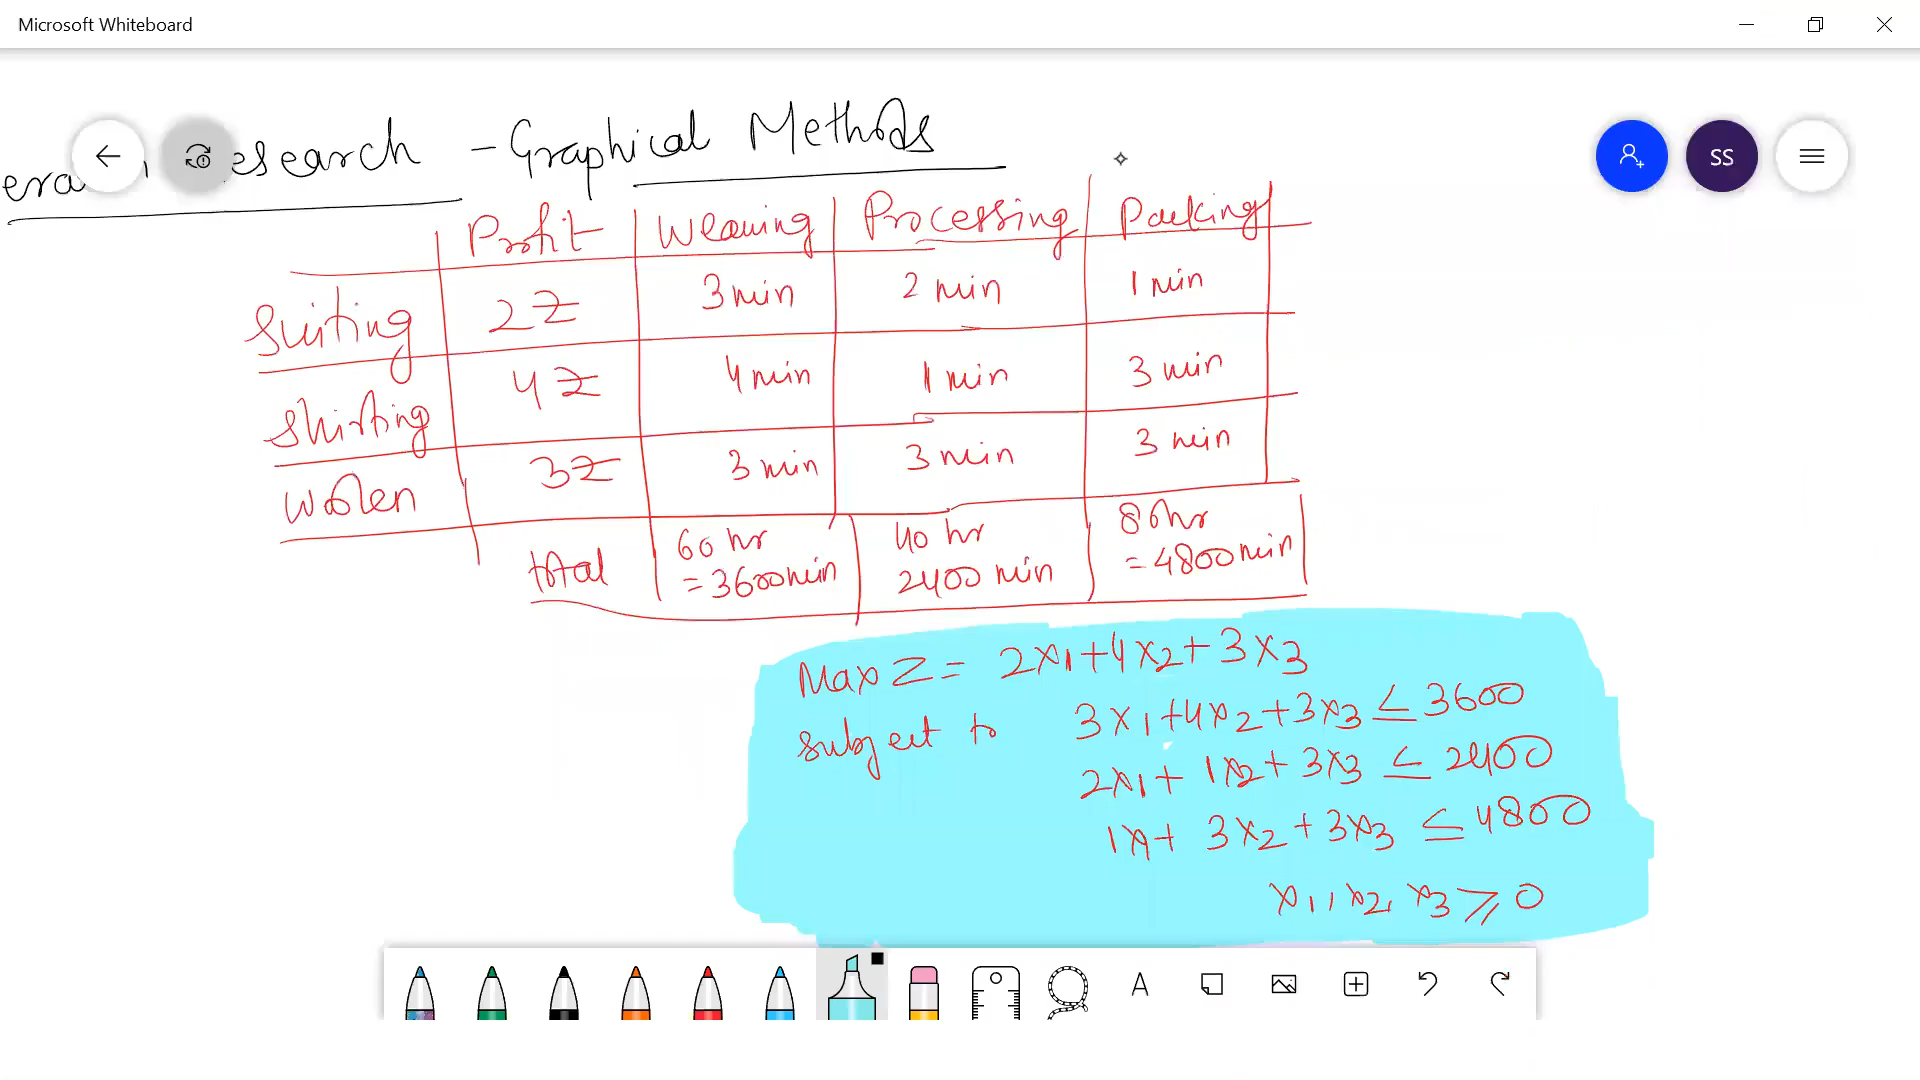 Microsoft Whiteboard
esearch - Graphical Methods
Profit Weaving Processing Packing
Suiting 2Z 3 min 2 min 1 min
Shirting 4Z 4 min 1 min 3 min
Woolen 3Z 3 min 3 min 3 min
total 60 hr = 3600 min 40 hr 2400 min 80 hr = 4800 min
Max Z = 2x1 + 4x2 + 3x3
subject to 3x1 + 4x2 + 3x3 ≤ 3600
2x1 + 1x2 + 3x3 ≤ 2400
1x1 + 3x2 + 3x3 ≤ 4800
x1, x2, x3 ≥ 0
SS
A